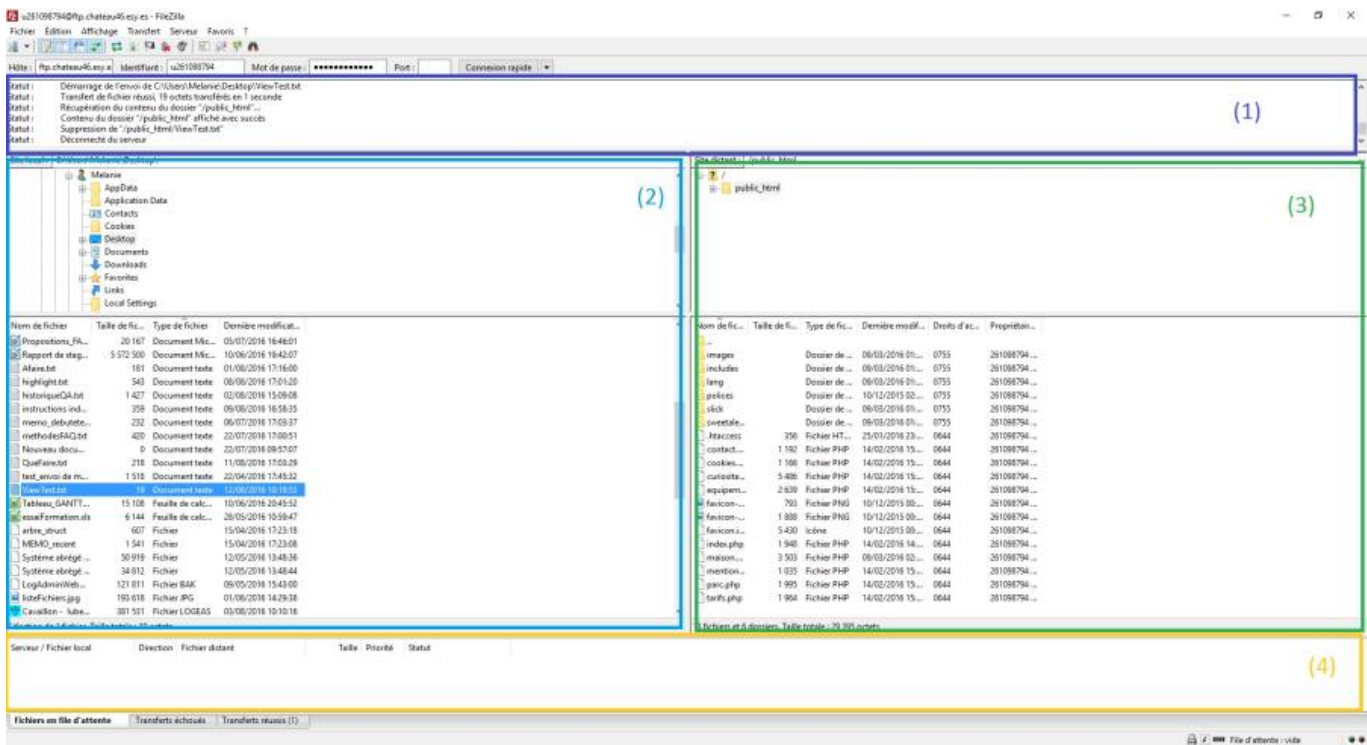 u261098794@ftp.chateau46.esy.es - FileZilla
Fichier Edition Affichage Transfert Serveur Favoris ?
Hôte : ftp.chateau46.esy.e Identifiant : u261098794 Mot de passe : •••••••••••• Port : Connexion rapide
Statut : Démarrage de l'envoi de C:\Users\Melanie\Desktop\ViewTest.txt
Statut : Transfert de fichier réussi, 19 octets transférés en 1 seconde
Statut : Récupération du contenu du dossier "/public_html"...
Statut : Contenu du dossier "/public_html" affiché avec succès
Statut : Suppression de "/public_html/ViewTest.txt"
Statut : Déconnecté du serveur
(1)
Site distant : /public_html
(2)
Melanie
AppData
Application Data
Contacts
Cookies
Desktop
Documents
Downloads
Favorites
Links
Local Settings
(3)
/
public_html
Nom de fichier Taille de fic... Type de fichier Dernière modificat...
Propositions_FA... 20 167 Document Mic... 05/07/2016 16:46:01
Rapport de stag... 5 572 500 Document Mic... 10/06/2016 19:42:07
Afaire.txt 181 Document texte 01/08/2016 17:16:00
highlight.txt 543 Document texte 08/08/2016 17:01:20
historiqueQA.txt 1 427 Document texte 02/08/2016 15:09:08
instructions ind... 359 Document texte 09/08/2016 16:58:35
memo_debutete... 232 Document texte 06/07/2016 17:03:37
methodesFAQ.txt 420 Document texte 22/07/2016 17:00:51
Nouveau docu... 0 Document texte 22/07/2016 09:57:07
QueFaire.txt 218 Document texte 11/08/2016 17:03:29
test_envoi de m... 1 518 Document texte 22/04/2016 17:45:32
ViewTest.txt 19 Document texte 12/08/2016
Tableau_GANTT... 15 108 Feuille de calc... 10/06/2016 20:45:52
essaiFormation.xls 6 144 Feuille de calc... 28/05/2016 10:59:47
arbre_struct 607 Fichier 15/04/2016 17:23:18
MEMO_recent 1 541 Fichier 15/04/2016 17:23:08
Système abrégé ... 50 919 Fichier 12/05/2016 13:48:36
Système abrégé ... 34 812 Fichier 12/05/2016 13:48:44
LogAdminWeb... 121 811 Fichier BAK 09/05/2016 15:43:00
listeFichiers.jpg 193 618 Fichier JPG 01/06/2016 14:29:38
Cavaillon - lube... 381 531 Fichier LOGEAS 03/08/2016 10:10:16
Nom de fic... Taille de fi... Type de fic... Dernière modif... Droits d'ac... Propriétair...
..
images Dossier de ... 09/03/2016 01:... 0755 261098794 ...
includes Dossier de ... 09/03/2016 01:... 0755 261098794 ...
lang Dossier de ... 09/03/2016 01:... 0755 261098794 ...
polices Dossier de ... 10/12/2015 02:... 0755 261098794 ...
slick Dossier de ... 09/03/2016 01:... 0755 261098794 ...
sweetale... Dossier de ... 09/03/2016 01:... 0755 261098794 ...
.htaccess 356 Fichier HT... 25/01/2016 23:... 0644 261098794 ...
contact.... 1 192 Fichier PHP 14/02/2016 15:... 0644 261098794 ...
cookies.... 1 166 Fichier PHP 14/02/2016 15:... 0644 261098794 ...
curiosite... 5 486 Fichier PHP 14/02/2016 15:... 0644 261098794 ...
equipem... 2 639 Fichier PHP 14/02/2016 15:... 0644 261098794 ...
favicon-... 793 Fichier PNG 10/12/2015 00:... 0644 261098794 ...
favicon-... 1 888 Fichier PNG 10/12/2015 00:... 0644 261098794 ...
favicon.i... 5 430 Icône 10/12/2015 00:... 0644 261098794 ...
index.php 1 948 Fichier PHP 14/02/2016 14:... 0644 261098794 ...
maison.... 3 503 Fichier PHP 09/03/2016 02:... 0644 261098794 ...
mention... 1 035 Fichier PHP 14/02/2016 15:... 0644 261098794 ...
parc.php 1 995 Fichier PHP 14/02/2016 15:... 0644 261098794 ...
tarifs.php 1 964 Fichier PHP 14/02/2016 15:... 0644 261098794 ...
fichiers et 6 dossiers. Taille totale : 29 395 octets
Serveur / Fichier local Direction Fichier distant Taille Priorité Statut
(4)
Fichiers en file d'attente Transferts échoués Transferts réussis (1)
File d'attente : vide